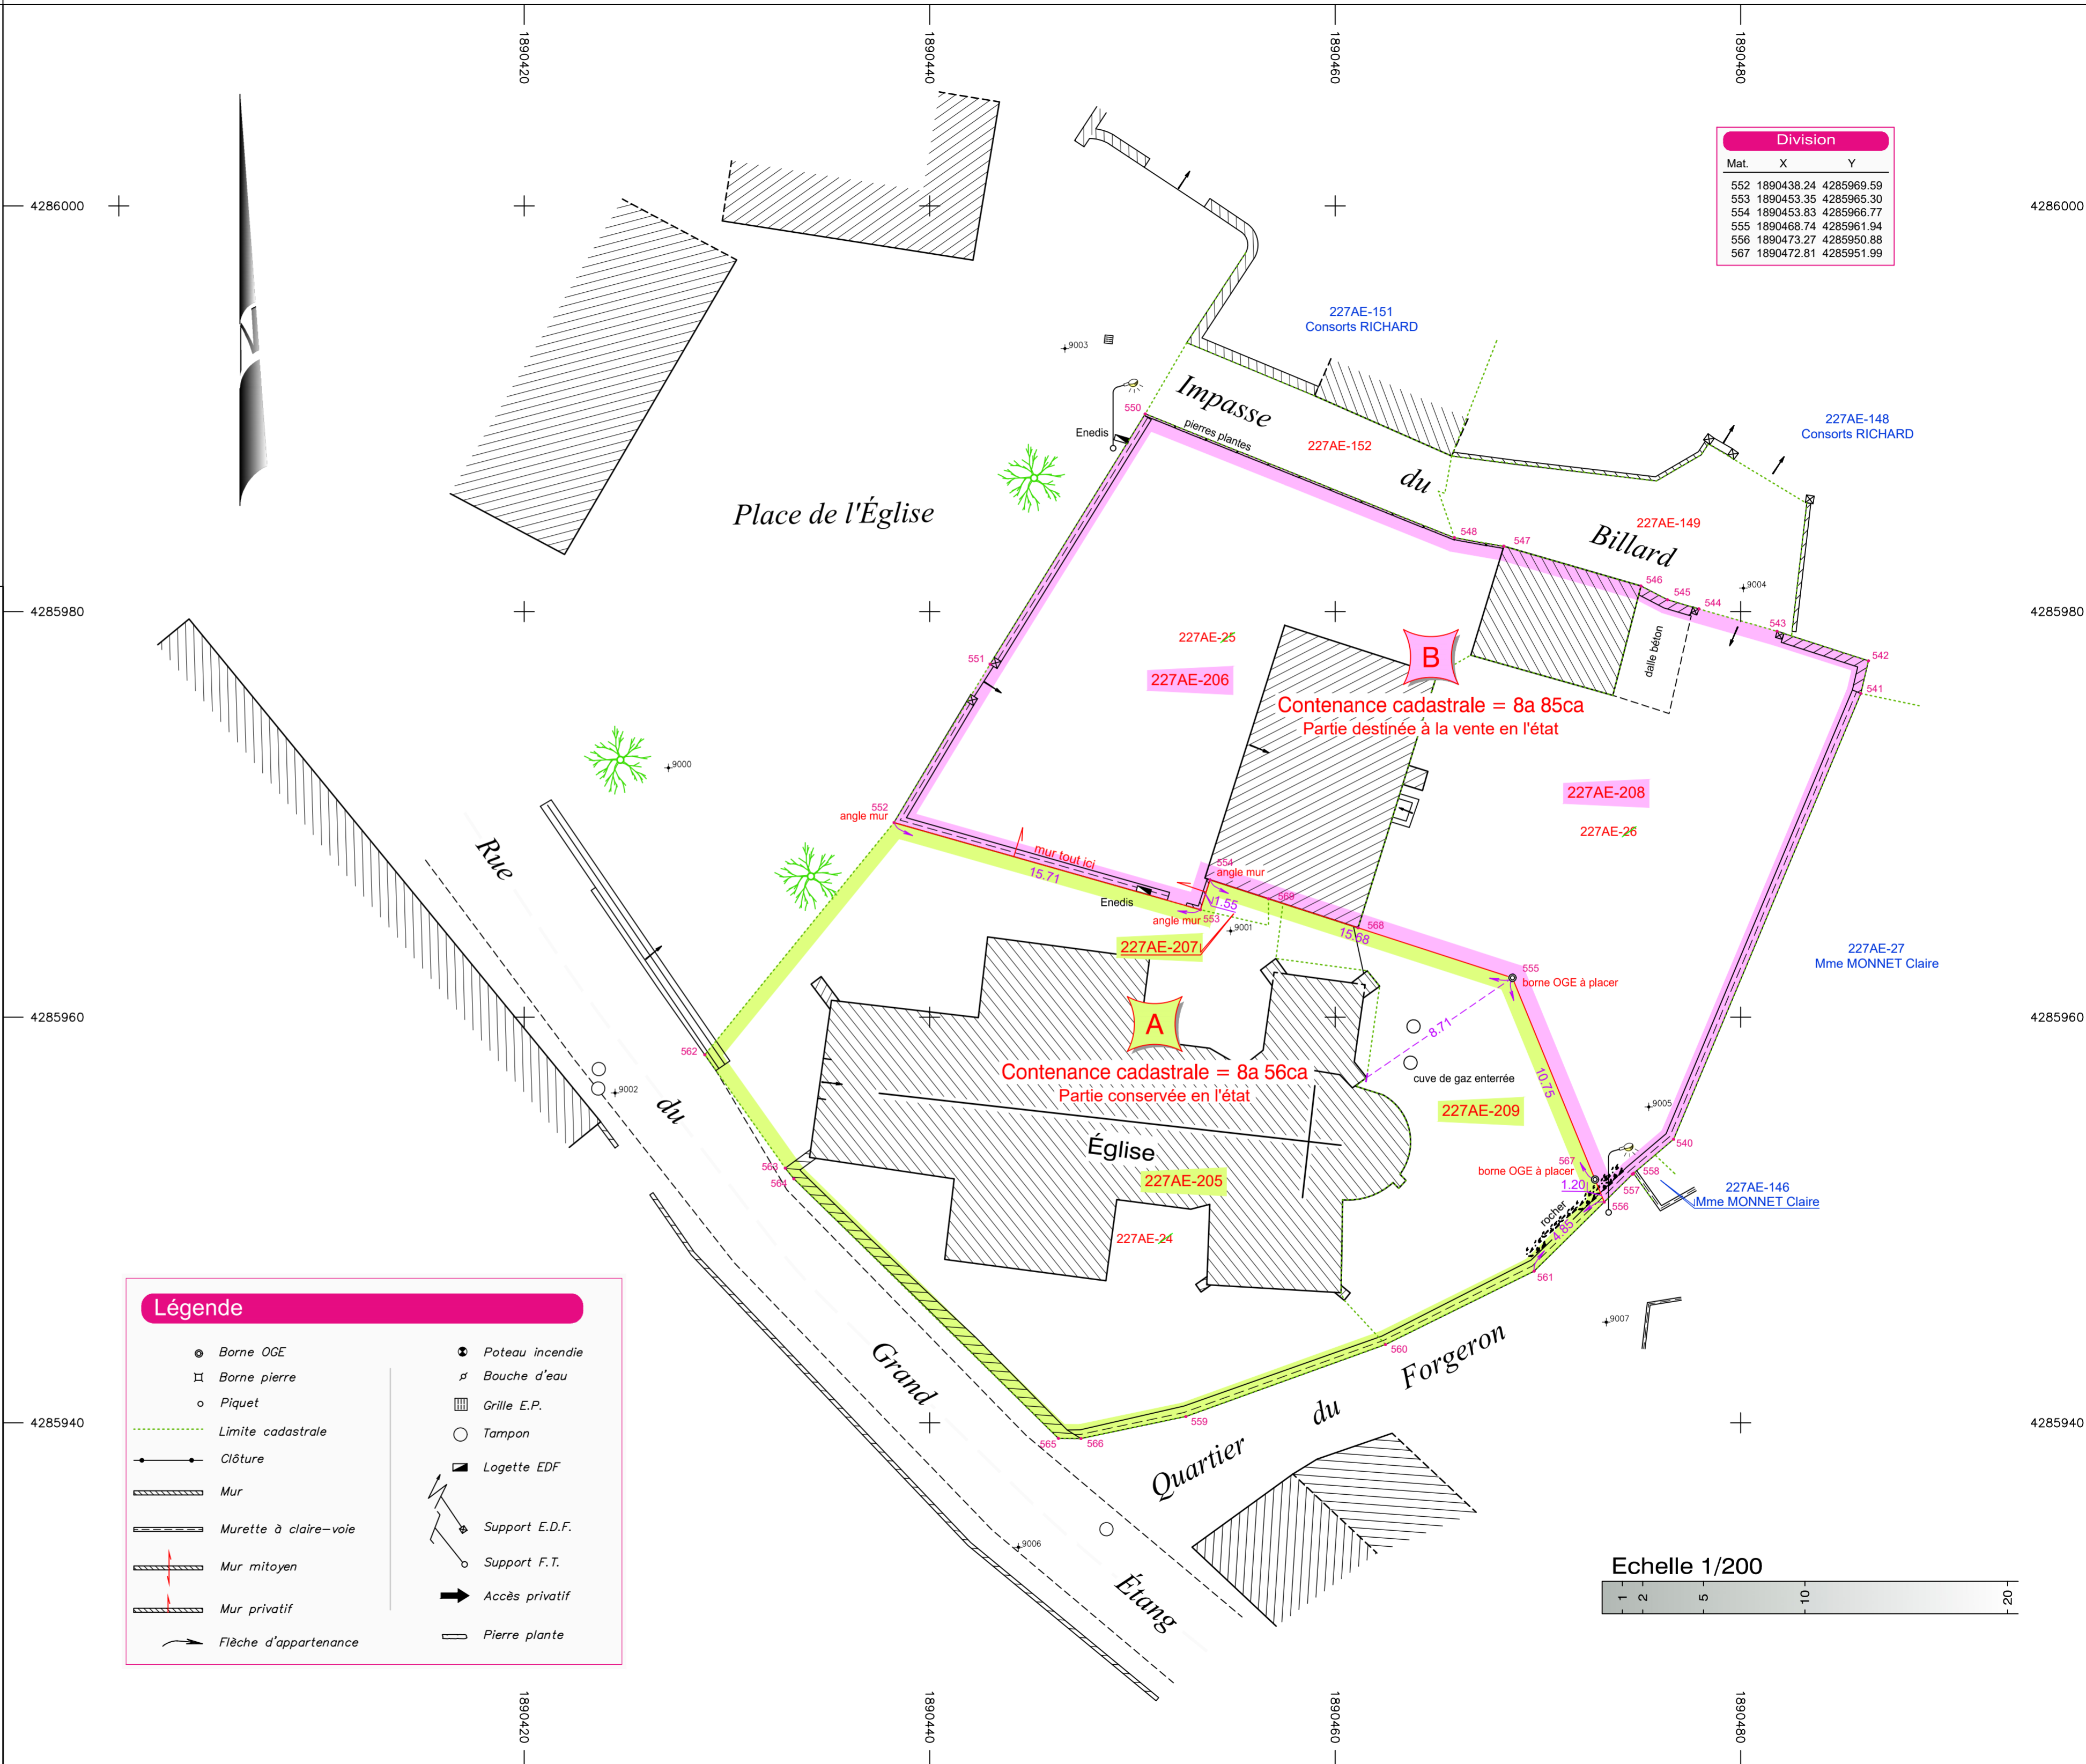 1890420
1890440
1890460
1890480
Division
Mat. X Y
552 1890438.24 4285969.59
553 1890453.35 4285965.30
554 1890453.83 4285966.77
555 1890468.74 4285961.94
556 1890473.27 4285950.88
567 1890472.81 4285951.99
4286000
4286000
227AE-151
Consorts RICHARD
9003
550
Impasse
pierres plantes
227AE-152
227AE-148
Consorts RICHARD
Enedis
du
Place de l'Église
227AE-149
Billard
548
547
546
545
544
9004
543
542
541
4285980
4285980
227AE-25
551
227AE-206
B
dalle béton
Contenance cadastrale = 8a 85ca
Partie destinée à la vente en l'état
9000
227AE-208
227AE-26
552
angle mur
Rue
mur tout ici
15.71
554
angle mur
Enedis
1.55
569
angle mur 553
9001
568
15.68
227AE-207
227AE-27
Mme MONNET Claire
555
borne OGE à placer
4285960
4285960
A
8.71
562
Contenance cadastrale = 8a 56ca
Partie conservée en l'état
cuve de gaz enterrée
10.75
9002
du
227AE-209
9005
Église
540
563
564
227AE-205
567
borne OGE à placer
558
1.20
557
556
227AE-146
Mme MONNET Claire
rocher
4.85
227AE-24
561
9007
560
Forgeron
Grand
du
559
565
566
Quartier
4285940
4285940
9006
Étang
Légende
Borne OGE
Borne pierre
Piquet
Limite cadastrale
Clôture
Mur
Murette à claire-voie
Mur mitoyen
Mur privatif
Flèche d'appartenance
Poteau incendie
Bouche d'eau
Grille E.P.
Tampon
Logette EDF
Support E.D.F.
Support F.T.
Accès privatif
Pierre plante
Echelle 1/200
1 2 5 10 20
1890420
1890440
1890460
1890480